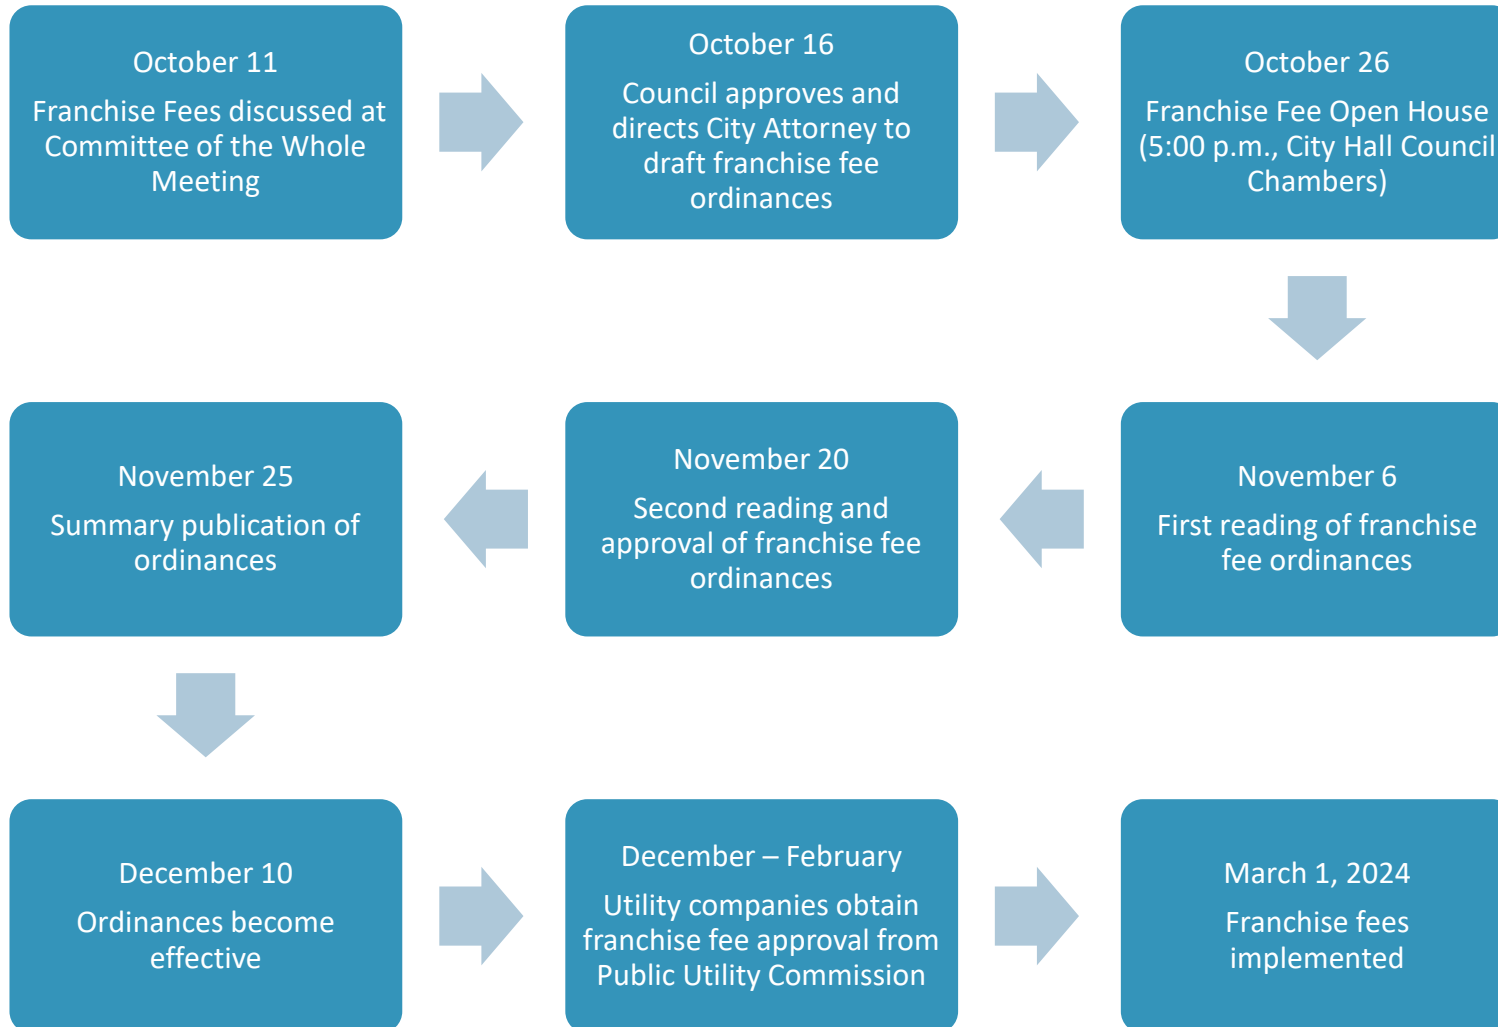 October 11
Franchise Fees discussed at
Committee of the Whole
Meeting
October 16
Council approves and
directs City Attorney to
draft franchise fee
ordinances
October 26
Franchise Fee Open House
(5:00 p.m., City Hall Council
Chambers)
November 6
First reading of franchise
fee ordinances
November 20
Second reading and
approval of franchise fee
ordinances
November 25
Summary publication of
ordinances
December 10
Ordinances become
effective
December – February
Utility companies obtain
franchise fee approval from
Public Utility Commission
March 1, 2024
Franchise fees
implemented